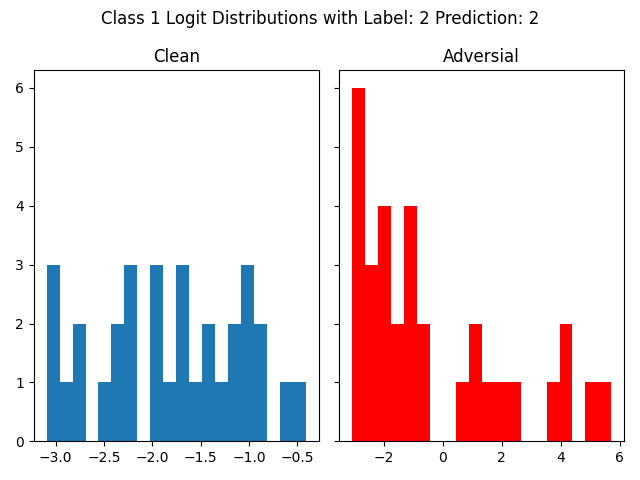 Class 1 Logit Distributions with Label: 2 Prediction: 2
Clean
Adversial
6
5
4
3
2
1
0
−3.0 −2.5 −2.0 −1.5 −1.0 −0.5
−2 0 2 4 6